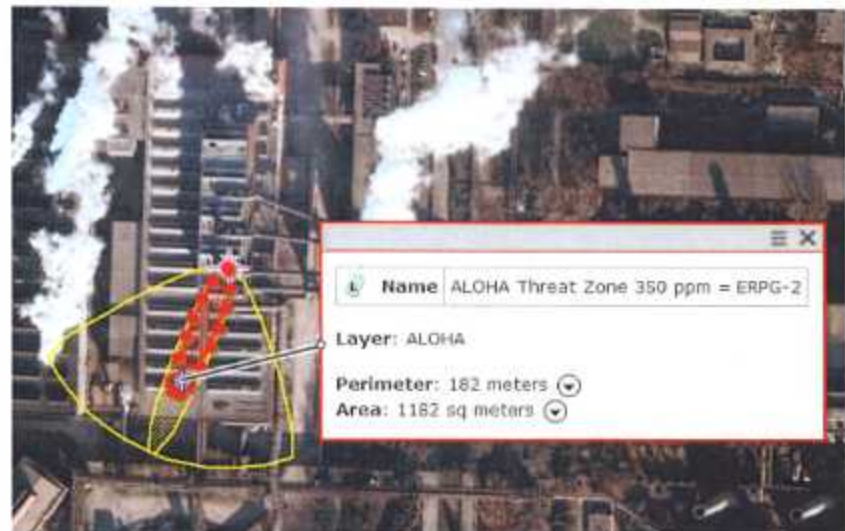 Name ALOHA Threat Zone 350 ppm = ERPG-2
Layer: ALOHA
Perimeter: 182 meters
Area: 1182 sq meters